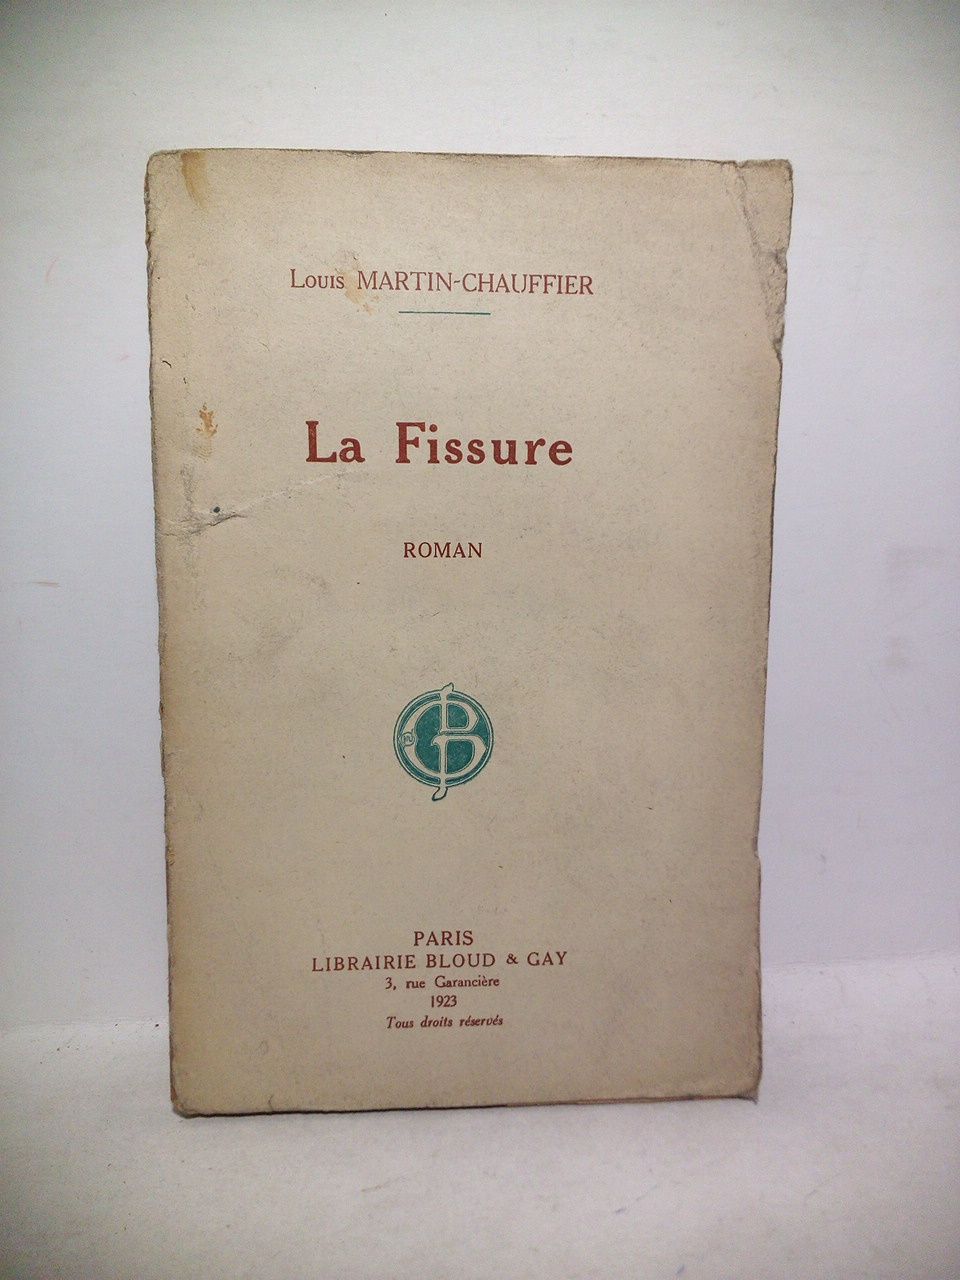 Louis MARTIN-CHAUFFIER
La Fissure
ROMAN
PARIS
LIBRAIRIE BLOUD & GAY
3, rue Garancière
1923
Tous droits réservés